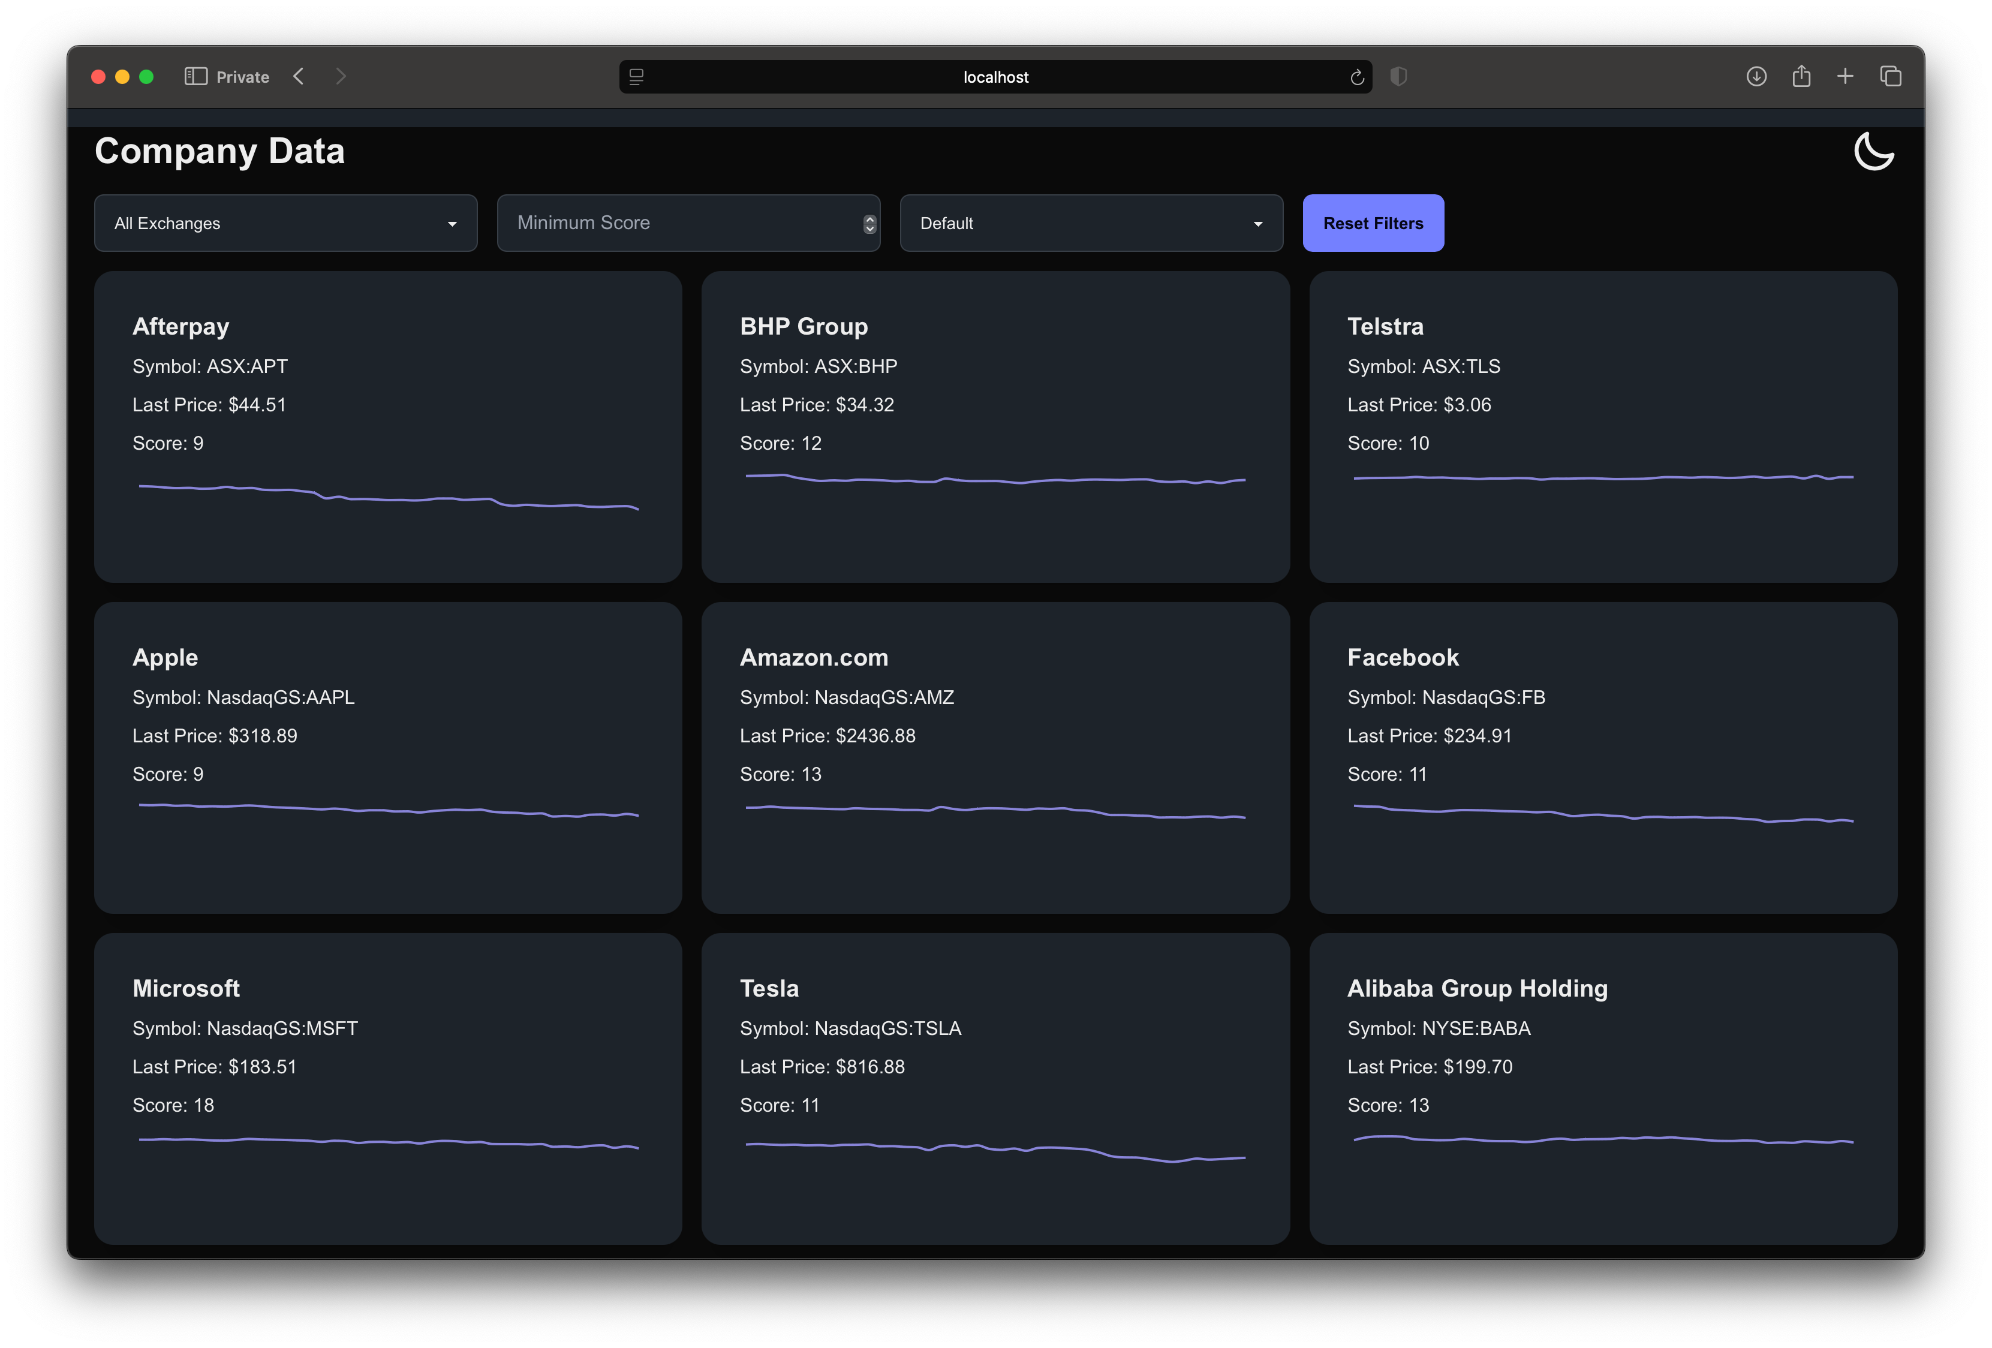 Private
localhost
Company Data
All Exchanges
Minimum Score
Default
Reset Filters
Afterpay
Symbol: ASX:APT
Last Price: $44.51
Score: 9
BHP Group
Symbol: ASX:BHP
Last Price: $34.32
Score: 12
Telstra
Symbol: ASX:TLS
Last Price: $3.06
Score: 10
Apple
Symbol: NasdaqGS:AAPL
Last Price: $318.89
Score: 9
Amazon.com
Symbol: NasdaqGS:AMZ
Last Price: $2436.88
Score: 13
Facebook
Symbol: NasdaqGS:FB
Last Price: $234.91
Score: 11
Microsoft
Symbol: NasdaqGS:MSFT
Last Price: $183.51
Score: 18
Tesla
Symbol: NasdaqGS:TSLA
Last Price: $816.88
Score: 11
Alibaba Group Holding
Symbol: NYSE:BABA
Last Price: $199.70
Score: 13